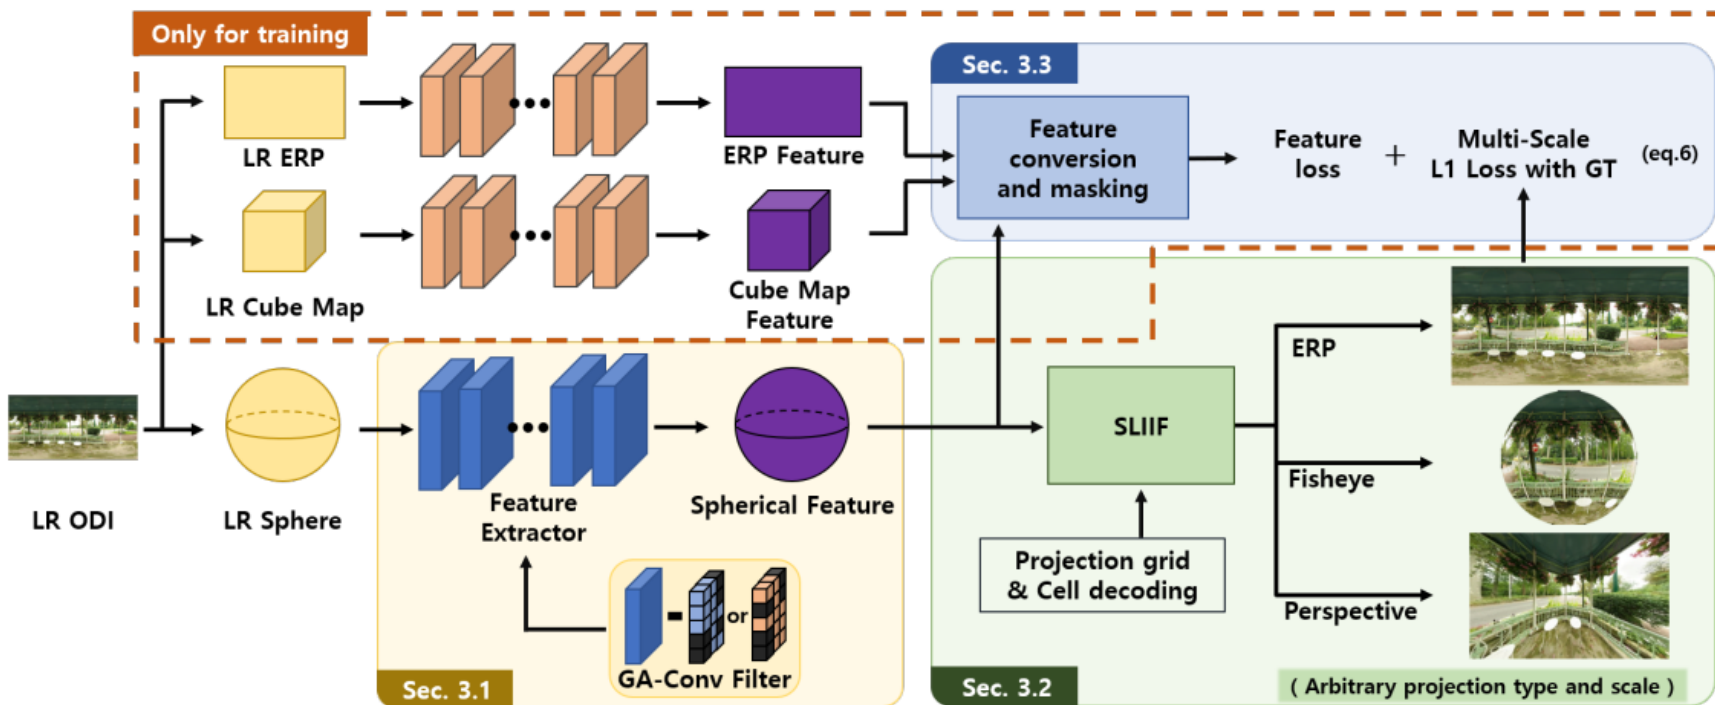 Only for training
LR ERP
ERP Feature
LR Cube Map
Cube Map
Feature
Sec. 3.3
Feature
conversion
and masking
Feature
loss
+
Multi-Scale
L1 Loss with GT
(eq.6)
LR ODI
LR Sphere
Feature
Extractor
Spherical Feature
or
GA-Conv Filter
Sec. 3.1
SLIIF
Projection grid
& Cell decoding
ERP
Fisheye
Perspective
Sec. 3.2
( Arbitrary projection type and scale )